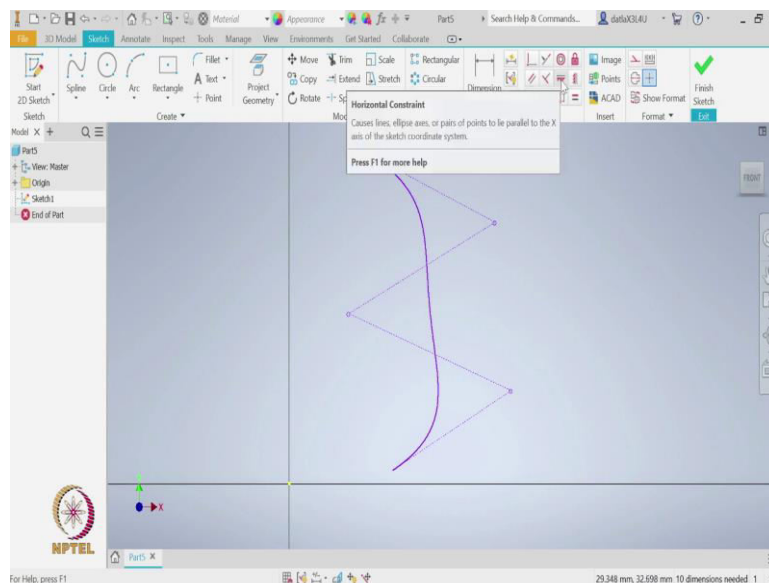 Material Appearance Part5 Search Help & Commands... datlaX3L4U
File 3D Model Sketch Annotate Inspect Tools Manage View Environments Get Started Collaborate
Start 2D Sketch
Spline Circle Arc Rectangle
Fillet
Text
Point
Project Geometry
Move Trim Scale
Copy Extend Stretch
Rotate
Rectangular
Circular
Dimension
Image
Points
ACAD
Show Format
Finish Sketch
Sketch Create Insert Format Exit
Horizontal Constraint
Causes lines, ellipse axes, or pairs of points to lie parallel to the X
axis of the sketch coordinate system.
Press F1 for more help
Model
Part5
View: Master
Origin
Sketch1
End of Part
FRONT
X
NPTEL
Part5
For Help, press F1
29.348 mm, 32.698 mm 10 dimensions needed 1